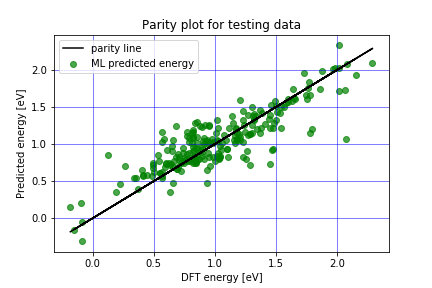 Parity plot for testing data
parity line
ML predicted energy
Predicted energy [eV]
2.0
1.5
1.0
0.5
0.0
0.0 0.5 1.0 1.5 2.0
DFT energy [eV]